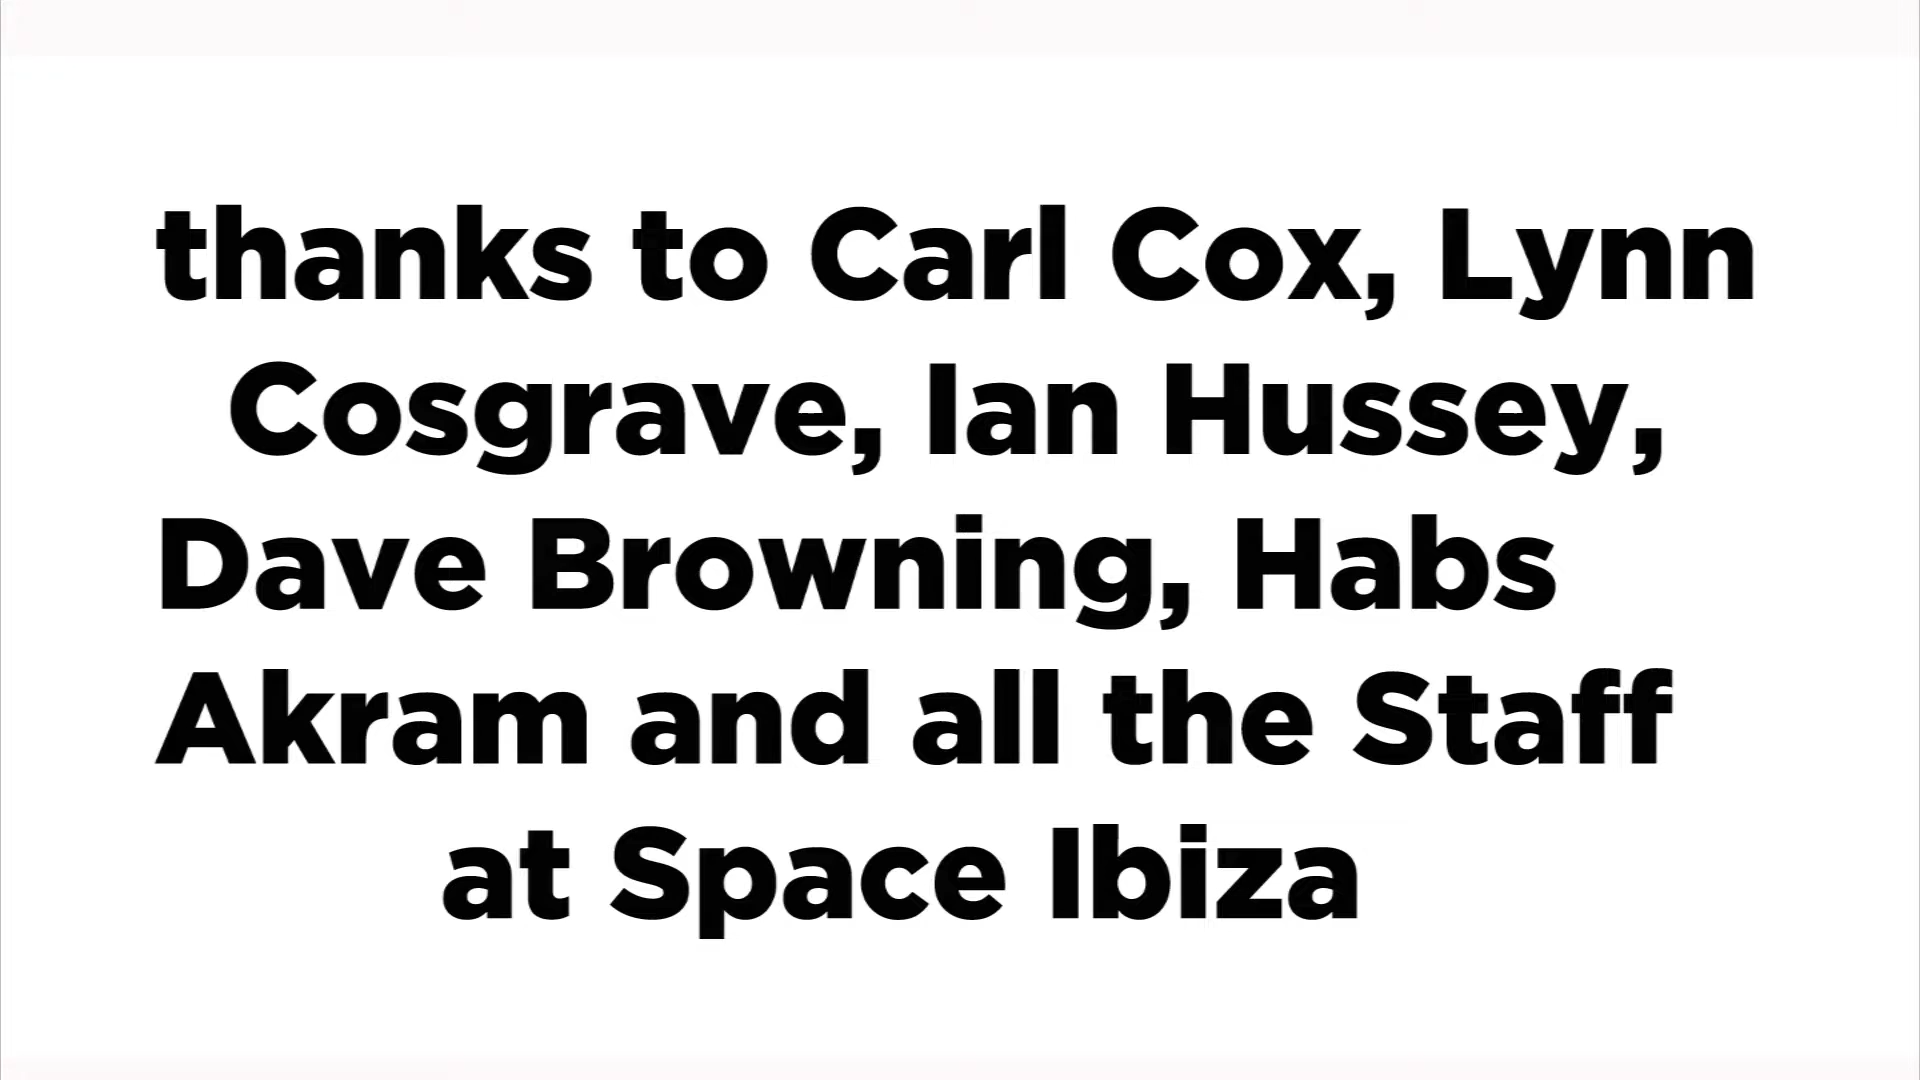 thanks to Carl Cox, Lynn
Cosgrave, Ian Hussey,
Dave Browning, Habs
Akram and all the Staff
at Space Ibiza